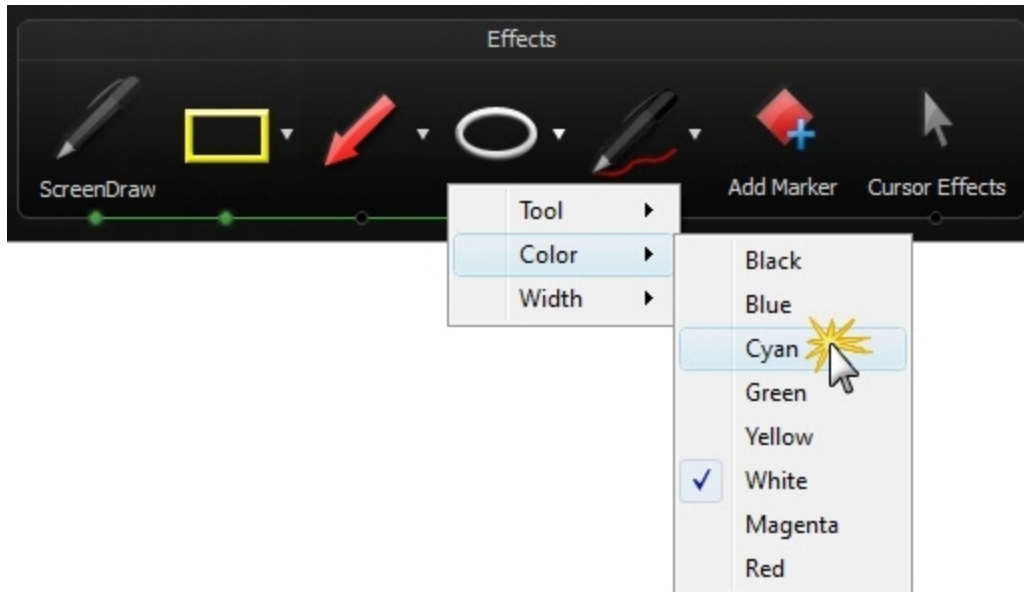 Effects
ScreenDraw
Add Marker
Cursor Effects
Tool
Color
Width
Black
Blue
Cyan
Green
Yellow
White
Magenta
Red